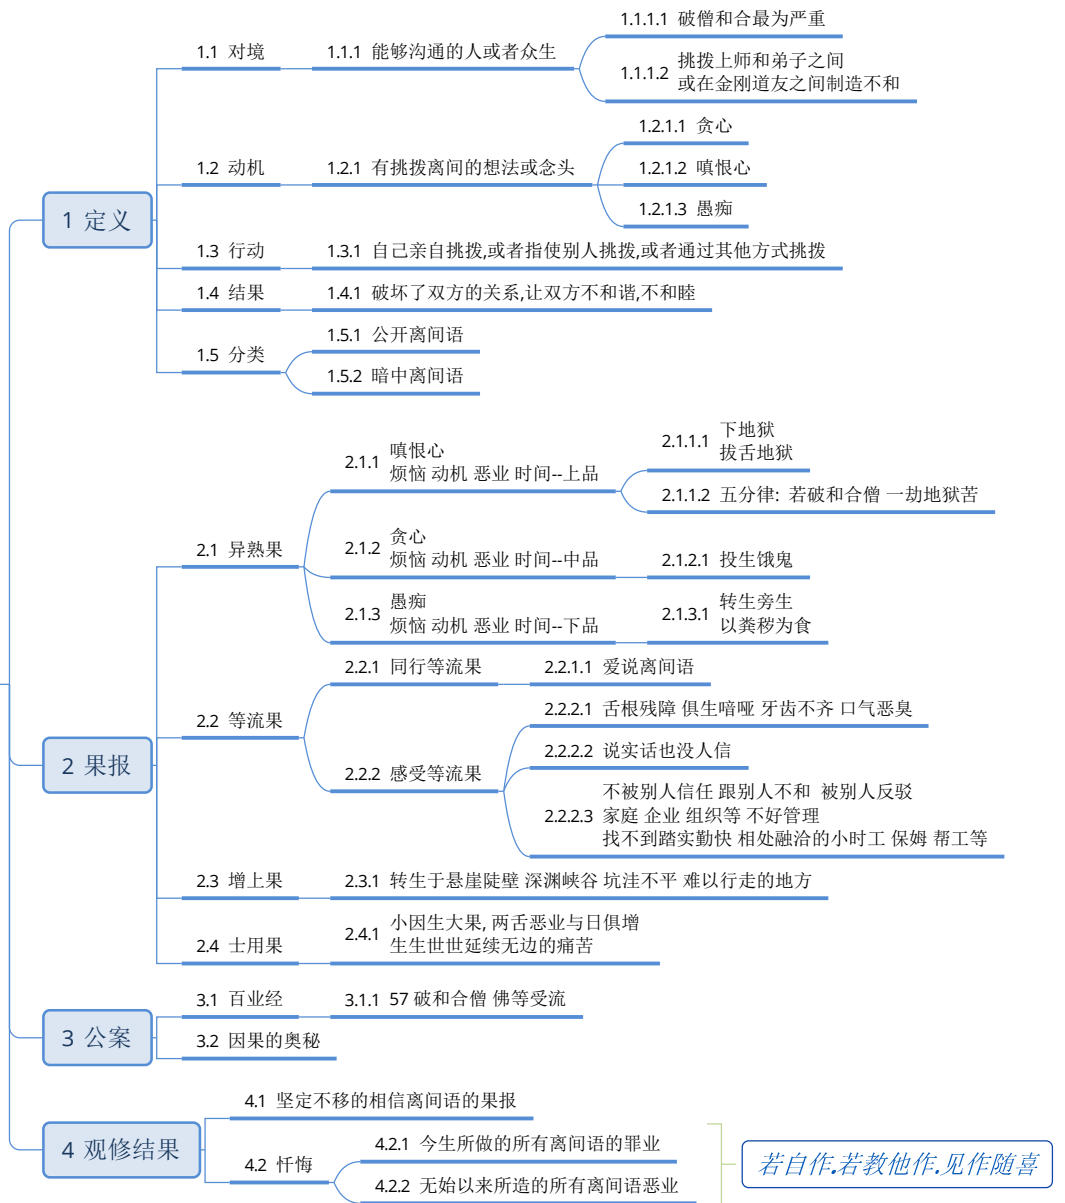 1 定义
1.1 对境
1.1.1 能够沟通的人或者众生
1.1.1.1 破僧和合最为严重
1.1.1.2 挑拨上师和弟子之间
或在金刚道友之间制造不和
1.2 动机
1.2.1 有挑拨离间的想法或念头
1.2.1.1 贪心
1.2.1.2 嗔恨心
1.2.1.3 愚痴
1.3 行动
1.3.1 自己亲自挑拨,或者指使别人挑拨,或者通过其他方式挑拨
1.4 结果
1.4.1 破坏了双方的关系,让双方不和谐,不和睦
1.5 分类
1.5.1 公开离间语
1.5.2 暗中离间语
2 果报
2.1 异熟果
2.1.1 嗔恨心
烦恼 动机 恶业 时间--上品
2.1.1.1 下地狱
拔舌地狱
2.1.1.2 五分律: 若破和合僧 一劫地狱苦
2.1.2 贪心
烦恼 动机 恶业 时间--中品
2.1.2.1 投生饿鬼
2.1.3 愚痴
烦恼 动机 恶业 时间--下品
2.1.3.1 转生旁生
以粪秽为食
2.2 等流果
2.2.1 同行等流果
2.2.1.1 爱说离间语
2.2.2 感受等流果
2.2.2.1 舌根残障 俱生喑哑 牙齿不齐 口气恶臭
2.2.2.2 说实话也没人信
2.2.2.3 不被别人信任 跟别人不和 被别人反驳
家庭 企业 组织等 不好管理
找不到踏实勤快 相处融洽的小时工 保姆 帮工等
2.3 增上果
2.3.1 转生于悬崖陡壁 深渊峡谷 坑洼不平 难以行走的地方
2.4 士用果
2.4.1 小因生大果, 两舌恶业与日俱增
生生世世延续无边的痛苦
3 公案
3.1 百业经
3.1.1 57 破和合僧 佛等受流
3.2 因果的奥秘
4 观修结果
4.1 坚定不移的相信离间语的果报
4.2 忏悔
4.2.1 今生所做的所有离间语的罪业
4.2.2 无始以来所造的所有离间语恶业
若自作.若教他作.见作随喜